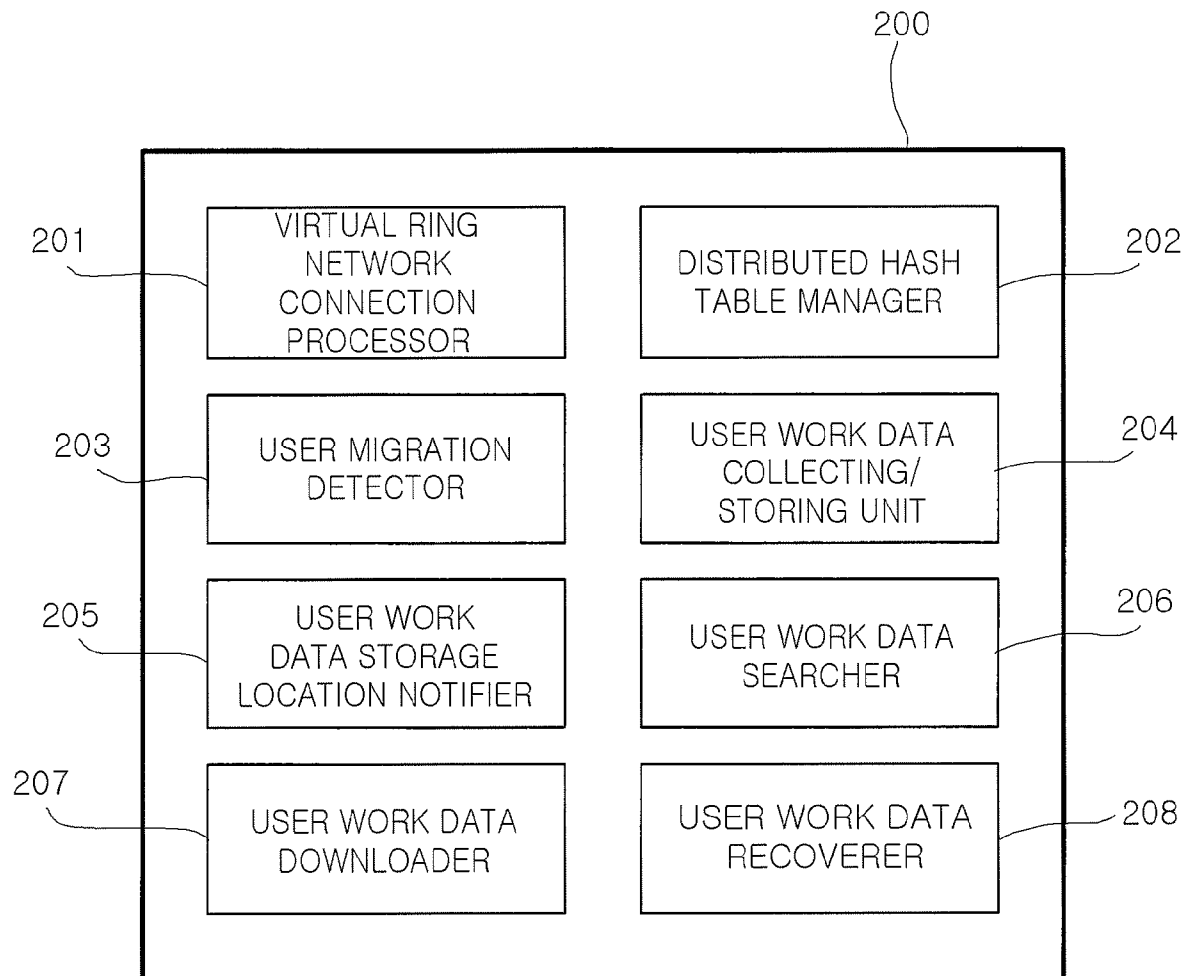 200
201
VIRTUAL RING
NETWORK
CONNECTION
PROCESSOR
DISTRIBUTED HASH
TABLE MANAGER
202
203
USER MIGRATION
DETECTOR
USER WORK DATA
COLLECTING/
STORING UNIT
204
205
USER WORK
DATA STORAGE
LOCATION NOTIFIER
USER WORK DATA
SEARCHER
206
207
USER WORK DATA
DOWNLOADER
USER WORK DATA
RECOVERER
208